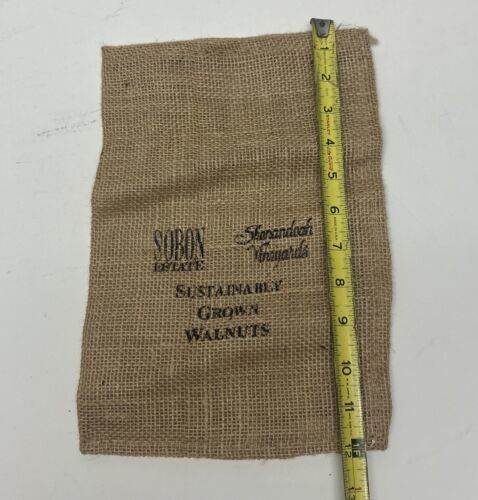 SOBON
ESTATE
Shenandoah
Vineyards
SUSTAINABLY
GROWN
WALNUTS
1
2
3
4
5
6
7
8
9
10
11
12
13